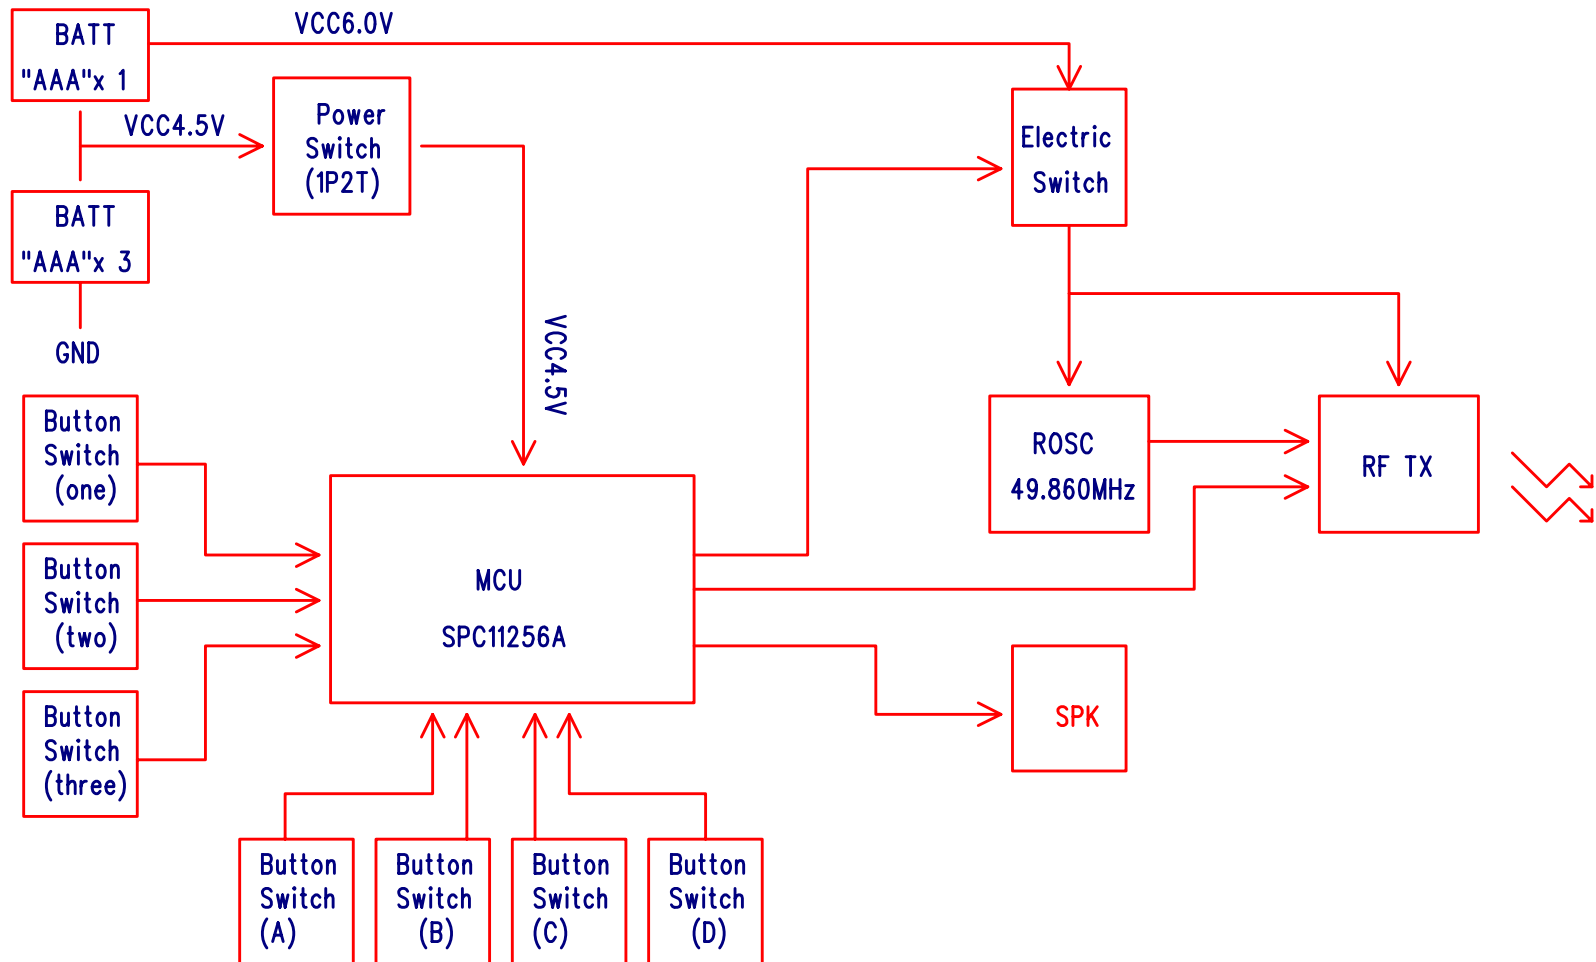 BATT
"AAA"x 1
VCC6.0V
VCC4.5V
Power
Switch
(1P2T)
Electric
Switch
BATT
"AAA"x 3
GND
VCC4.5V
Button
Switch
(one)
ROSC
49.860MHz
RF TX
Button
Switch
(two)
MCU
SPC11256A
Button
Switch
(three)
SPK
Button
Switch
(A)
Button
Switch
(B)
Button
Switch
(C)
Button
Switch
(D)